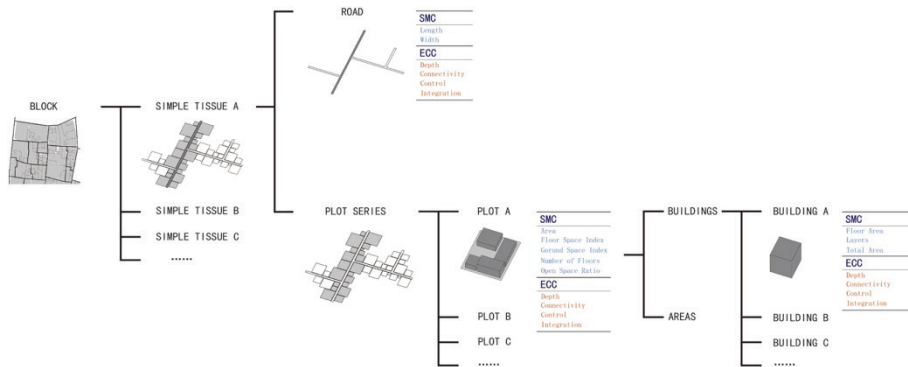 BLOCK
SIMPLE TISSUE A
SIMPLE TISSUE B
SIMPLE TISSUE C
......
ROAD
SMC
Length
Width
ECC
Depth
Connectivity
Control
Integration
PLOT SERIES
PLOT A
SMC
Area
Floor Space Index
Gorund Space Index
Number of Floors
Open Space Ratio
ECC
Depth
Connectivity
Control
Integration
PLOT B
PLOT C
......
BUILDINGS
AREAS
BUILDING A
SMC
Floor Area
Layers
Total Area
ECC
Depth
Connectivity
Control
Integration
BUILDING B
BUILDING C
......